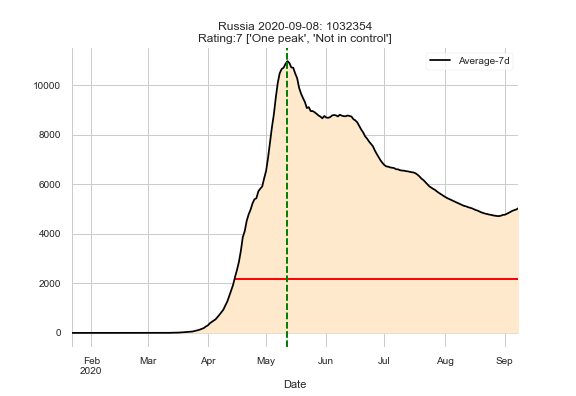 Russia 2020-09-08: 1032354
Rating:7 ['One peak', 'Not in control']
Average-7d
10000
8000
6000
4000
2000
0
Feb Mar Apr May Jun Jul Aug Sep
2020
Date